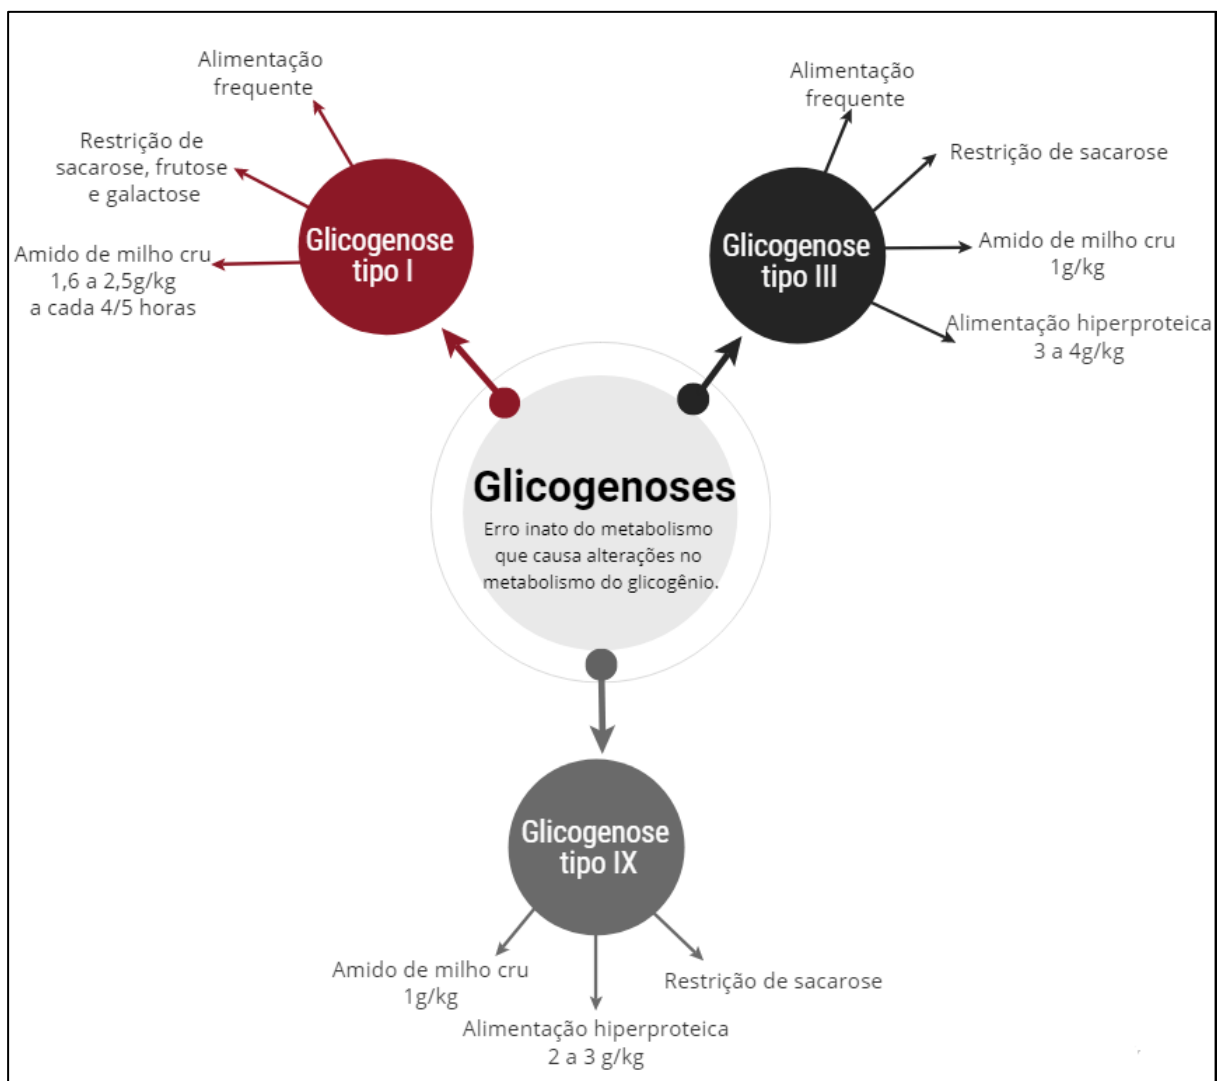 Alimentação
frequente
Restrição de
sacarose, frutose
e galactose
Amido de milho cru
1,6 a 2,5g/kg
a cada 4/5 horas
Glicogenose
tipo I
Alimentação
frequente
Restrição de sacarose
Amido de milho cru
1g/kg
Alimentação hiperproteica
3 a 4g/kg
Glicogenose
tipo III
Glicogenoses
Erro inato do metabolismo
que causa alterações no
metabolismo do glicogênio.
Glicogenose
tipo IX
Amido de milho cru
1g/kg
Alimentação hiperproteica
2 a 3 g/kg
Restrição de sacarose